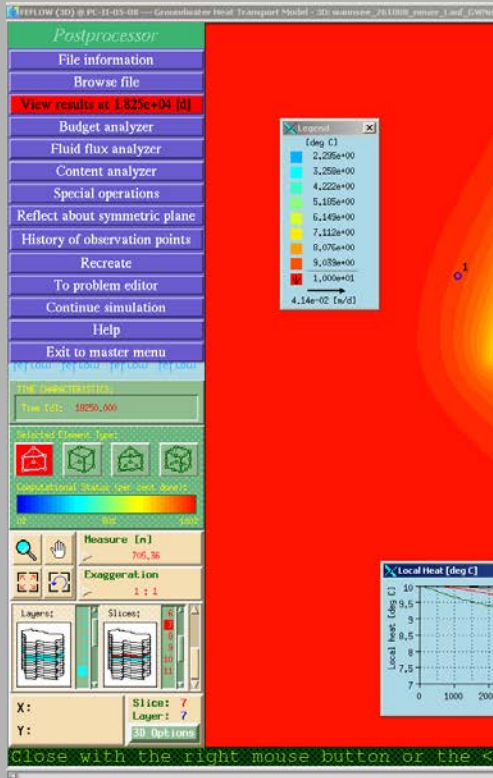 FEFLOW (3D) @ PC-II-05-08 --- Groundwater Heat Transport Model - 3D:
Postprocessor
File information
Browse file
View results at 1.825e+04 [d]
Budget analyzer
Fluid flux analyzer
Content analyzer
Special operations
Reflect about symmetric plane
History of observation points
Recreate
To problem editor
Continue simulation
Help
Exit to master menu
feflow feflow feflow feflow
TIME CHARACTERISTICS:
Time [d]: 18250.000
Selected Element Type:
Computational Status (per cent done):
0% 50% 100%
Measure [m]
705.36
Exaggeration
1 : 1
Layers:
Slices:
6
7
8
9
10
11
X:
Y:
Slice: 7
Layer: 7
3D Options
Close with the right mouse button or the <
Legend
[deg C]
2.295e+00
3.258e+00
4.222e+00
5.185e+00
6.149e+00
7.112e+00
8.076e+00
9.039e+00
1.000e+01
4.14e-02 [m/d]
1
Local Heat [deg C]
Local heat [deg C]
10
9.5
9
8.5
8
7.5
7
0 1000 200